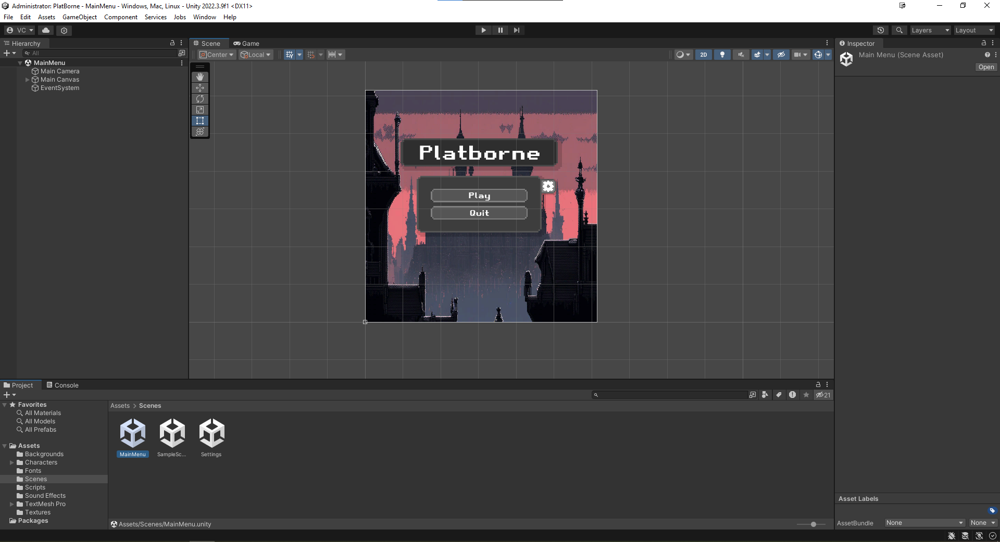 Administrator: PlatBorne - MainMenu - Windows, Mac, Linux - Unity 2022.3.9f1 <DX11>
File Edit Assets GameObject Component Services Jobs Window Help
VC Layers Layout
Hierarchy Scene Game Inspector
All Center Local 2D Main Menu (Scene Asset)
Open
MainMenu
Main Camera
Main Canvas
EventSystem
Platborne
Play
Quit
Project Console
21
Favorites Assets > Scenes
All Materials
All Models
All Prefabs
Assets
Backgrounds MainMenu SampleSc... Settings
Characters
Fonts
Scenes
Scripts
Sound Effects
TextMesh Pro
Textures
Packages
Assets/Scenes/MainMenu.unity
Asset Labels
AssetBundle None None